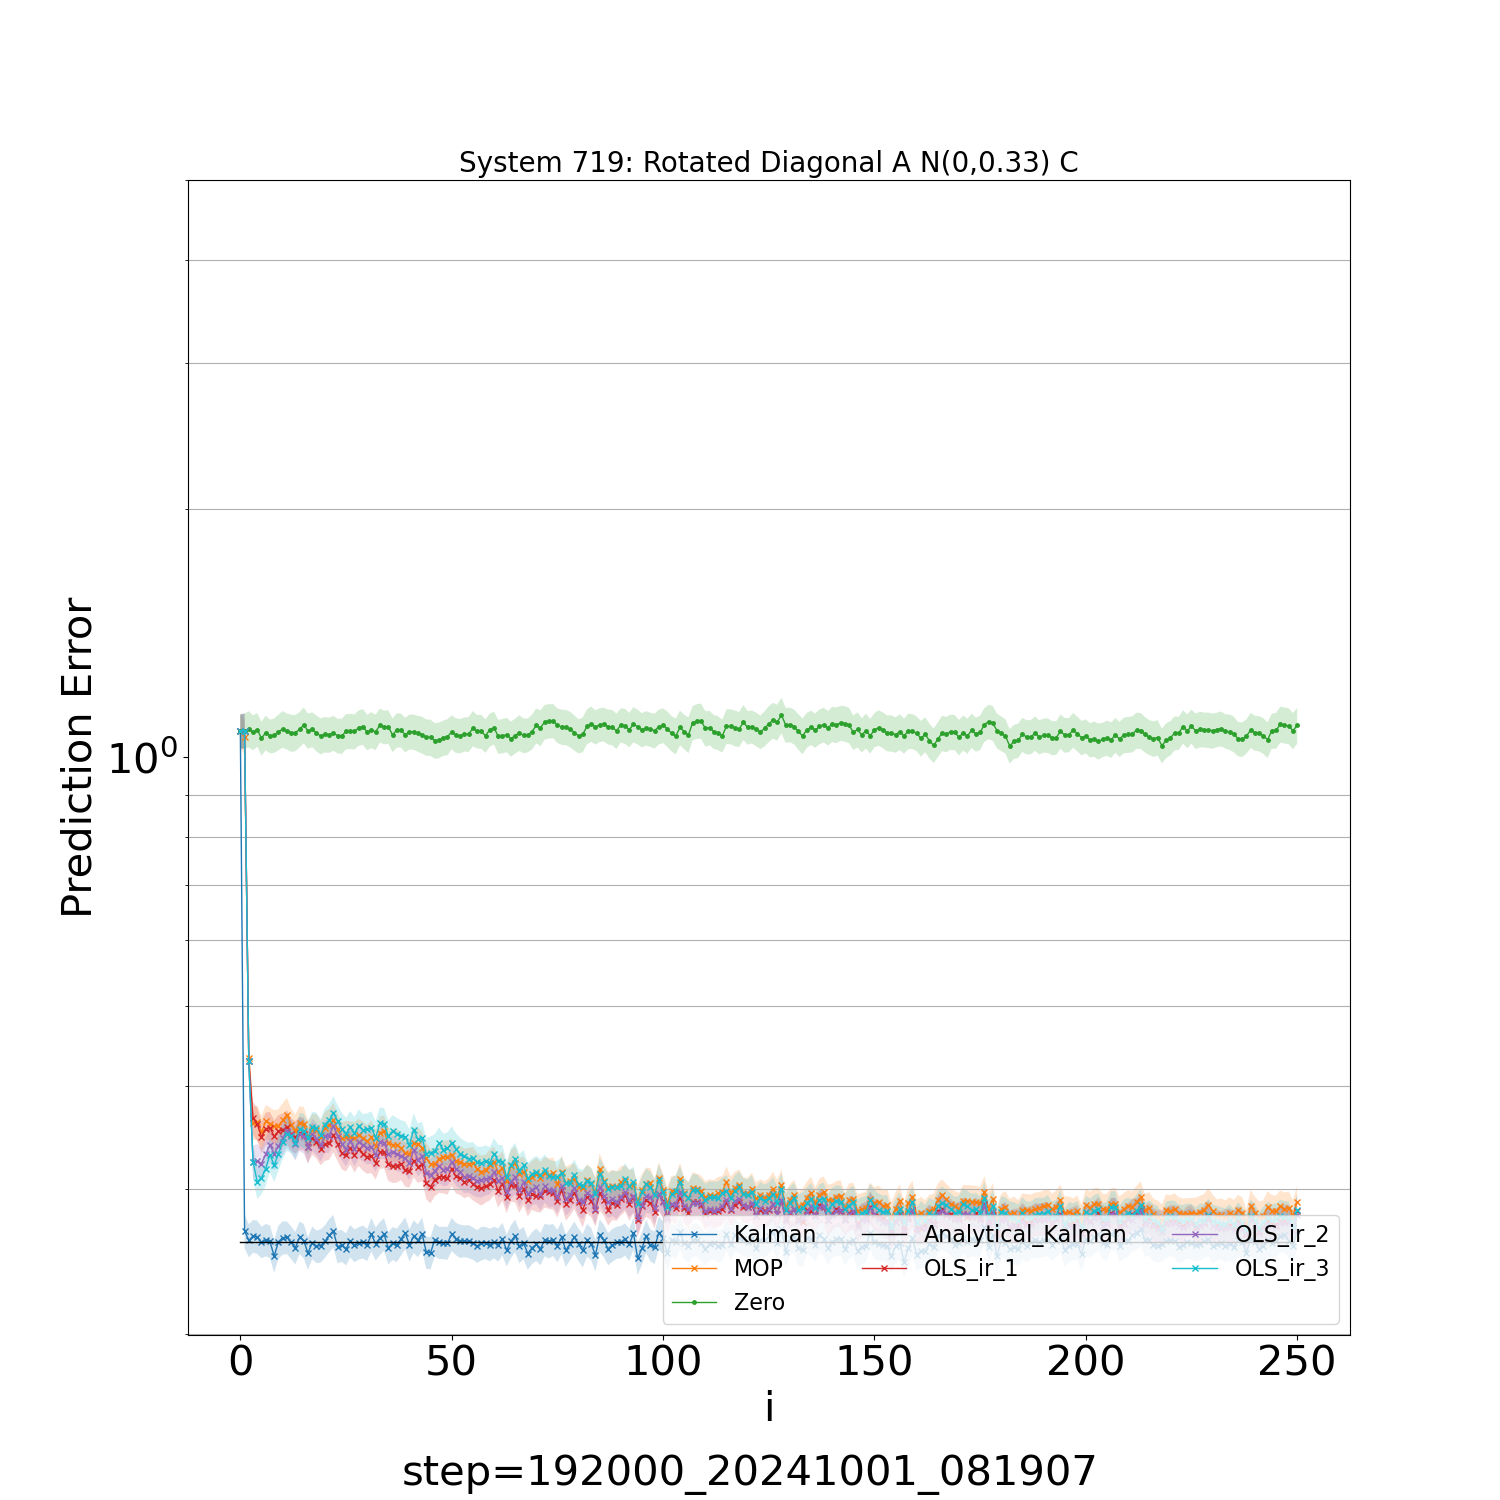 System 719: Rotated Diagonal A N(0,0.33) C
Prediction Error
10⁰
Kalman
MOP
Zero
Analytical_Kalman
OLS_ir_1
OLS_ir_2
OLS_ir_3
0 50 100 150 200 250
i
step=192000_20241001_081907